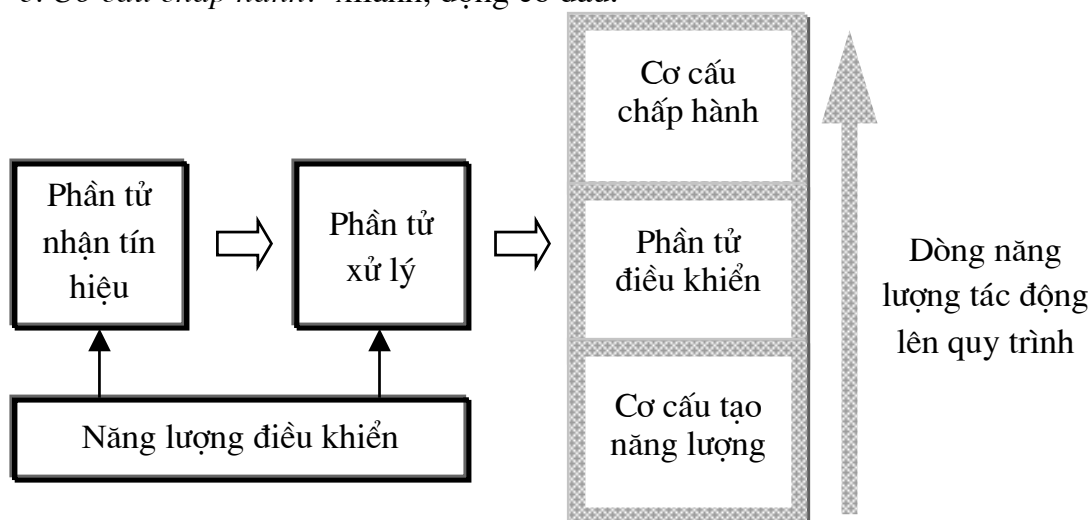 Cơ cấu
chấp hành
Phần tử
nhận tín
hiệu
Phần tử
xử lý
Phần tử
điều khiển
Dòng năng
lượng tác động
lên quy trình
Cơ cấu tạo
năng lượng
Năng lượng điều khiển